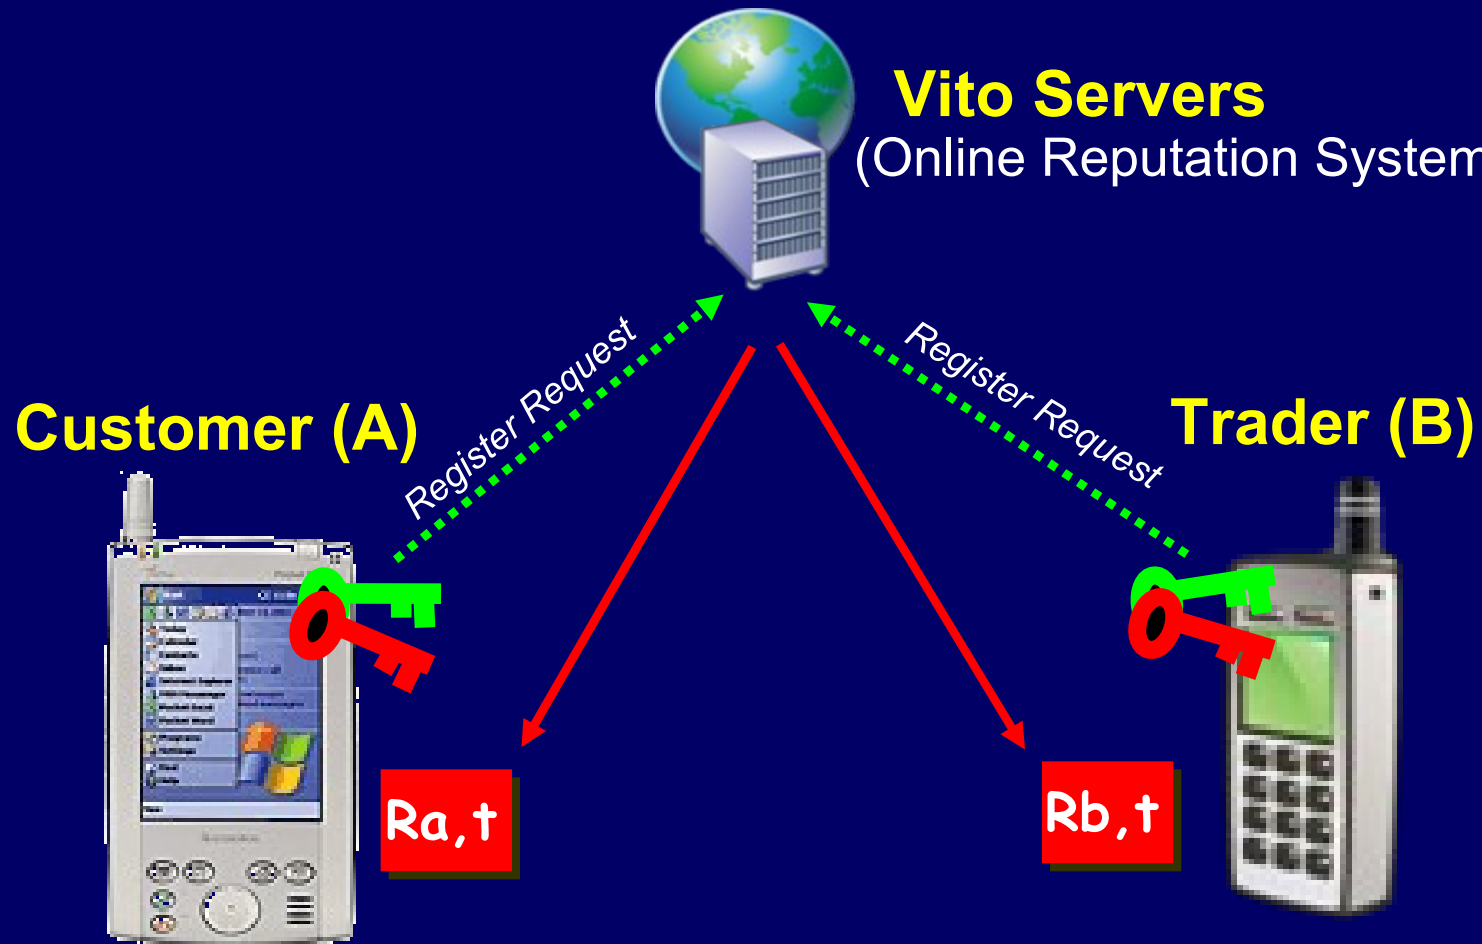 Vito Servers
(Online Reputation System
Customer (A)
Register Request
Register Request
Trader (B)
Ra,t
Rb,t